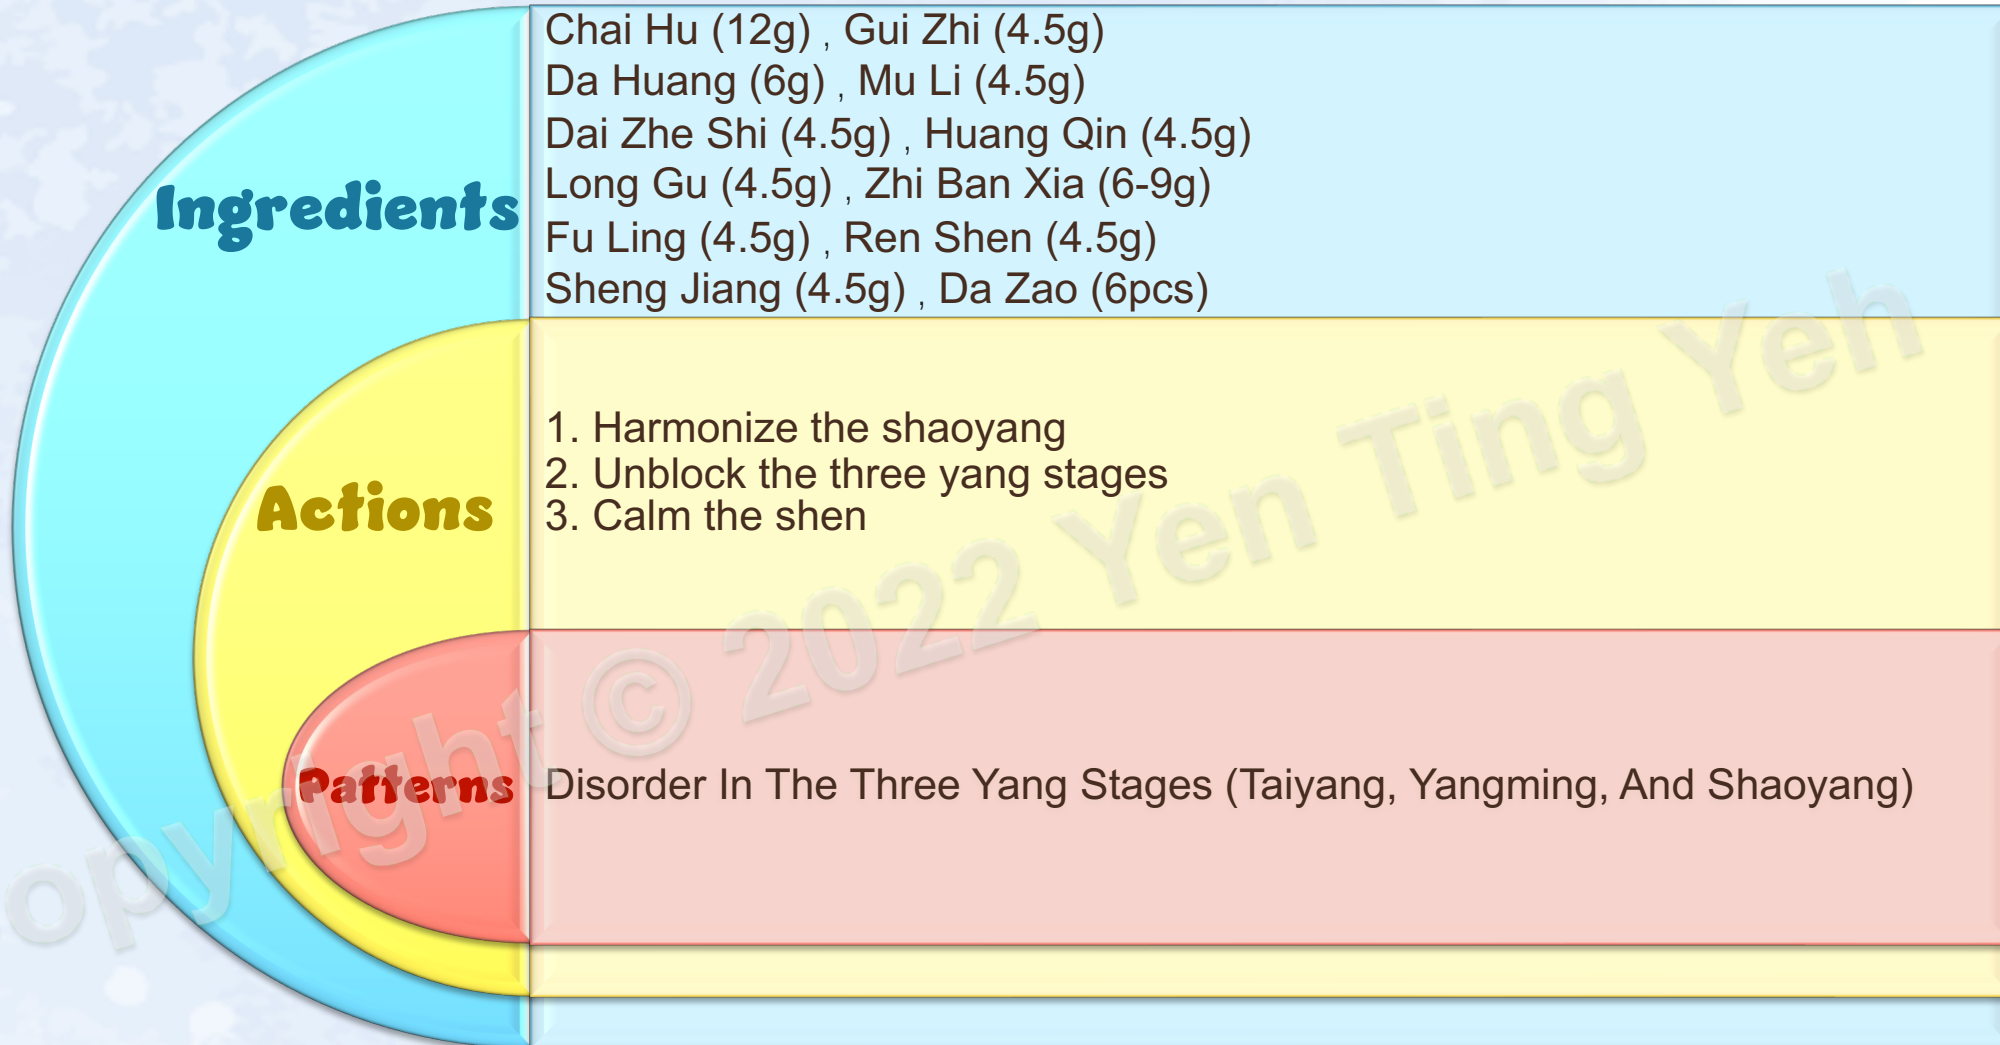 Ingredients
Chai Hu (12g) , Gui Zhi (4.5g)
Da Huang (6g) , Mu Li (4.5g)
Dai Zhe Shi (4.5g) , Huang Qin (4.5g)
Long Gu (4.5g) , Zhi Ban Xia (6-9g)
Fu Ling (4.5g) , Ren Shen (4.5g)
Sheng Jiang (4.5g) , Da Zao (6pcs)
Actions
1. Harmonize the shaoyang
2. Unblock the three yang stages
3. Calm the shen
Patterns
Disorder In The Three Yang Stages (Taiyang, Yangming, And Shaoyang)
opyright © 2022 Yen Ting Yeh